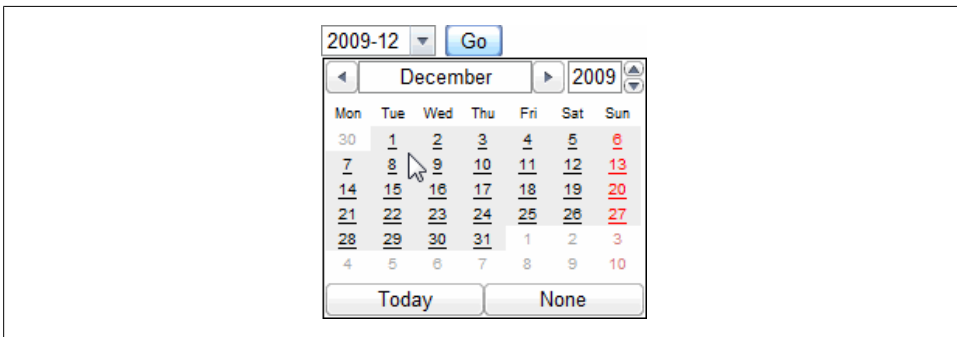 2009-12 Go
December 2009
Mon Tue Wed Thu Fri Sat Sun
30 1 2 3 4 5 6
7 8 9 10 11 12 13
14 15 16 17 18 19 20
21 22 23 24 25 26 27
28 29 30 31 1 2 3
4 5 6 7 8 9 10
Today None